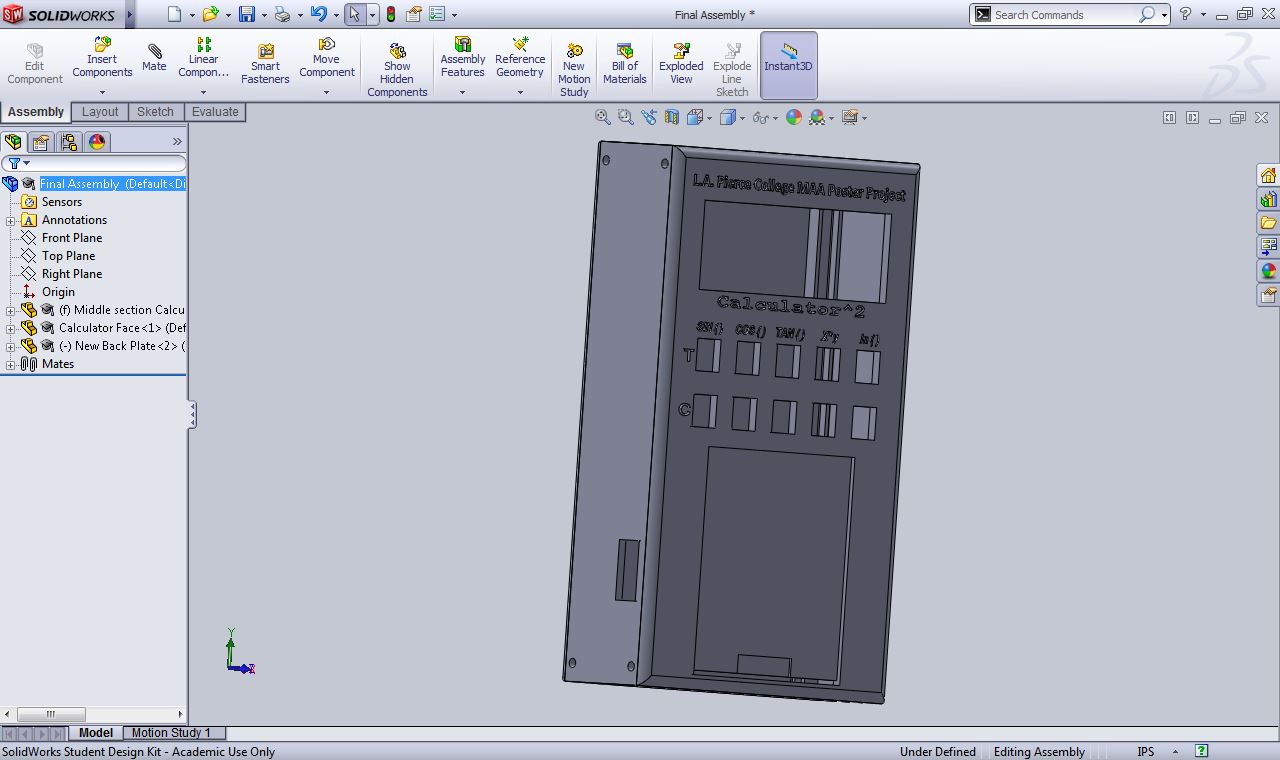 SOLIDWORKS
Final Assembly *
Search Commands
Edit Component
Insert Components
Mate
Linear Compon...
Smart Fasteners
Move Component
Show Hidden Components
Assembly Features
Reference Geometry
New Motion Study
Bill of Materials
Exploded View
Explode Line Sketch
Instant3D
Assembly Layout Sketch Evaluate
Final Assembly (Default<Di
Sensors
Annotations
Front Plane
Top Plane
Right Plane
Origin
(f) Middle section Calcu
Calculator Face<1> (Def
(-) New Back Plate<2> (
Mates
L.A. Pierce College MAA Poster Project
Calculator^2
SIN() COS() TAN() X^y ln()
T
C
Y
Model Motion Study 1
SolidWorks Student Design Kit - Academic Use Only
Under Defined Editing Assembly IPS